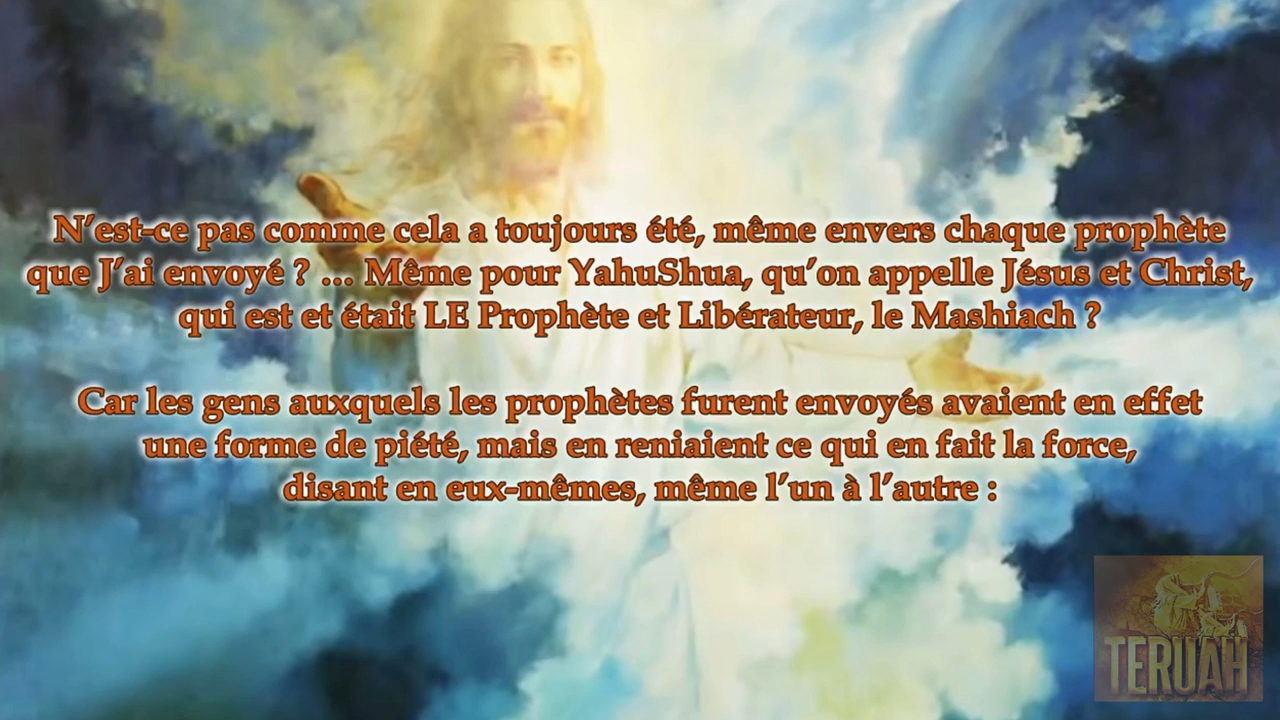 N’est-ce pas comme cela a toujours été, même envers chaque prophète
que J’ai envoyé ? ... Même pour YahuShua, qu’on appelle Jésus et Christ,
qui est et était LE Prophète et Libérateur, le Mashiach ?
Car les gens auxquels les prophètes furent envoyés avaient en effet
une forme de piété, mais en reniaient ce qui en fait la force,
disant en eux-mêmes, même l’un à l’autre :
TERUAH